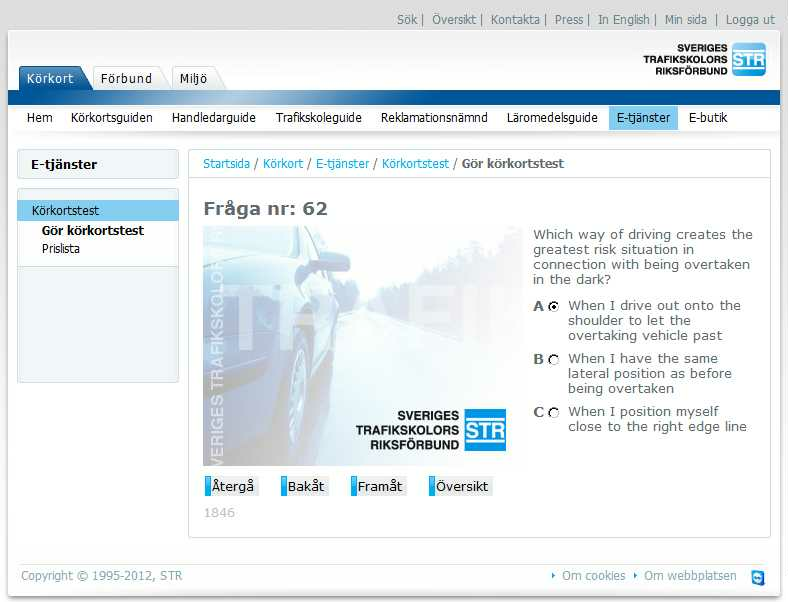 Sök | Översikt | Kontakta | Press | In English | Min sida | Logga ut
SVERIGES
TRAFIKSKOLORS
RIKSFÖRBUND
STR
Körkort Förbund Miljö
Hem Körkortsguiden Handledarguide Trafikskoleguide Reklamationsnämnd Läromedelsguide E-tjänster E-butik
E-tjänster
Körkortstest
Gör körkortstest
Prislista
Startsida / Körkort / E-tjänster / Körkortstest / Gör körkortstest
Fråga nr: 62
SVERIGES TRAFIKSKOLOR
TRAFI
SVERIGES
TRAFIKSKOLORS
RIKSFÖRBUND
STR
Which way of driving creates the
greatest risk situation in
connection with being overtaken
in the dark?
A When I drive out onto the
shoulder to let the
overtaking vehicle past
B When I have the same
lateral position as before
being overtaken
C When I position myself
close to the right edge line
Återgå Bakåt Framåt Översikt
1846
Copyright © 1995-2012, STR
Om cookies Om webbplatsen